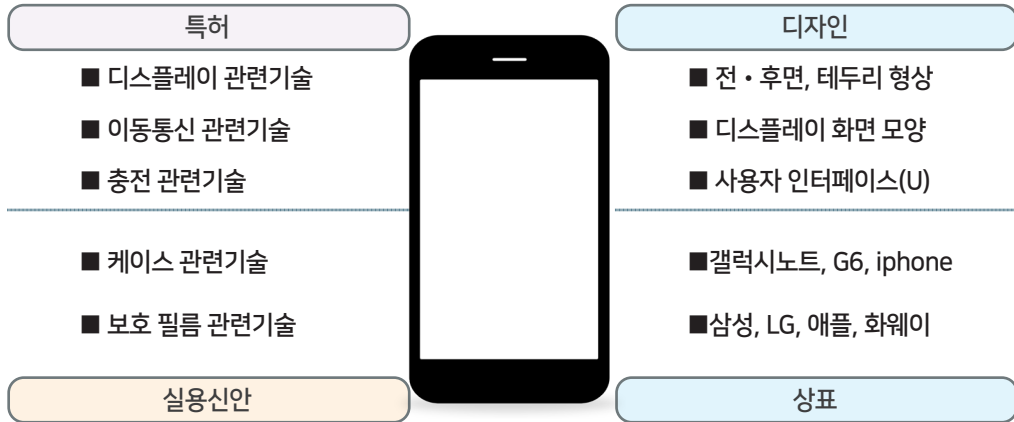 특허
■ 디스플레이 관련기술
■ 이동통신 관련기술
■ 충전 관련기술
■ 케이스 관련기술
■ 보호 필름 관련기술
실용신안
디자인
■ 전・후면, 테두리 형상
■ 디스플레이 화면 모양
■ 사용자 인터페이스(U)
■갤럭시노트, G6, iphone
■삼성, LG, 애플, 화웨이
상표